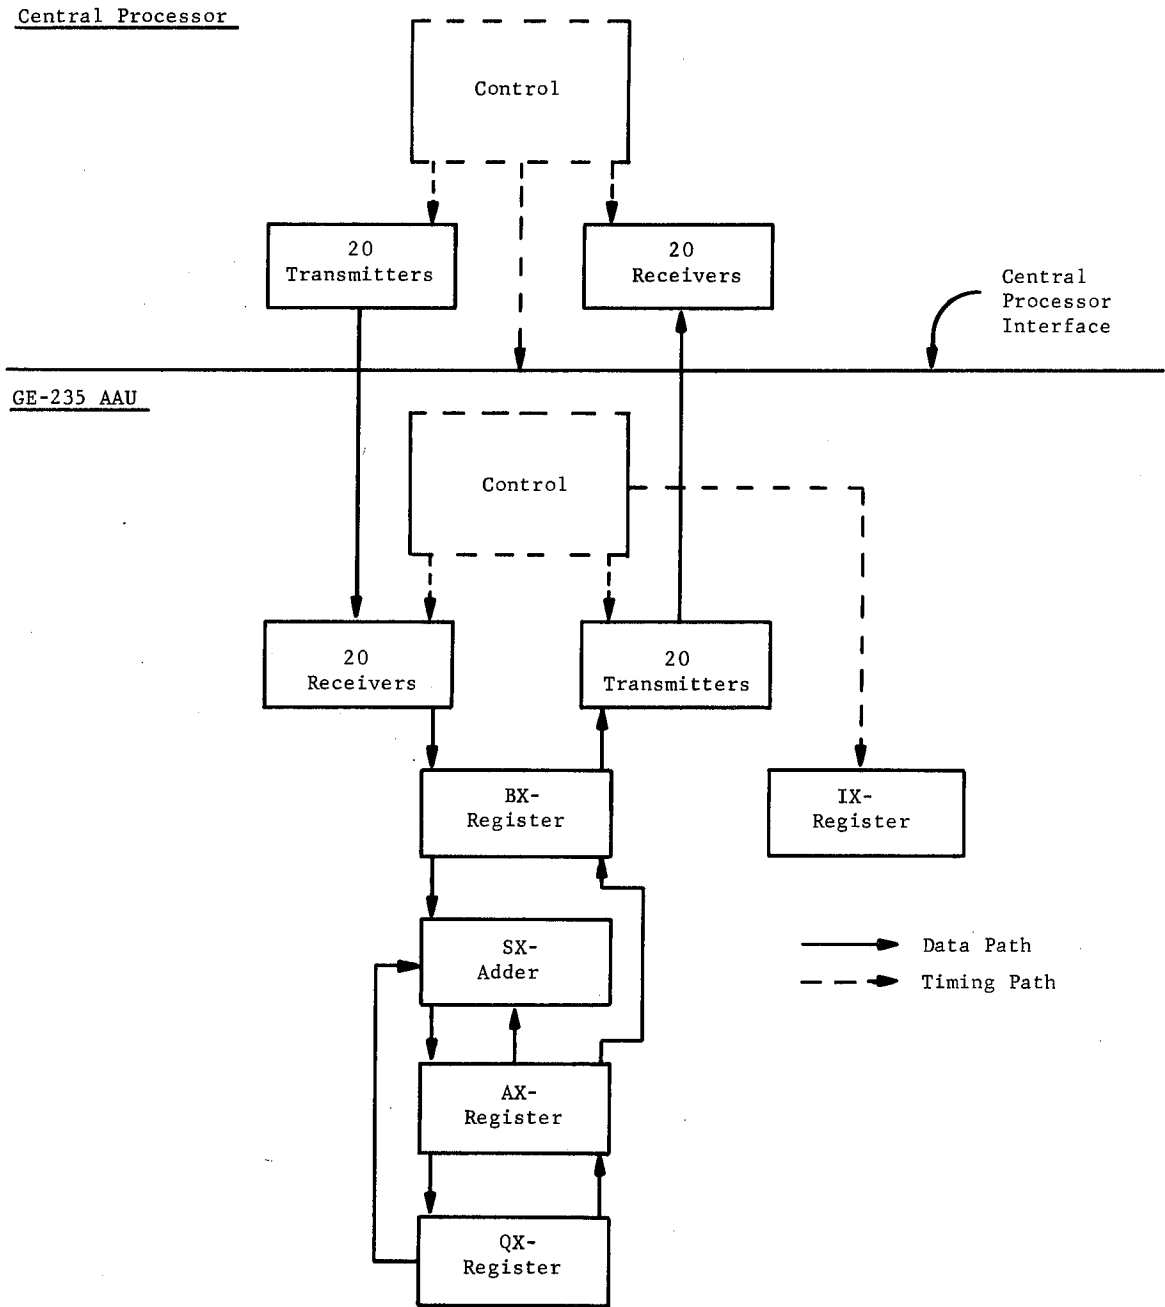 Central Processor
Control
20
Transmitters
20
Receivers
Central
Processor
Interface
GE-235 AAU
Control
20
Receivers
20
Transmitters
BX-
Register
IX-
Register
SX-
Adder
Data Path
Timing Path
AX-
Register
QX-
Register